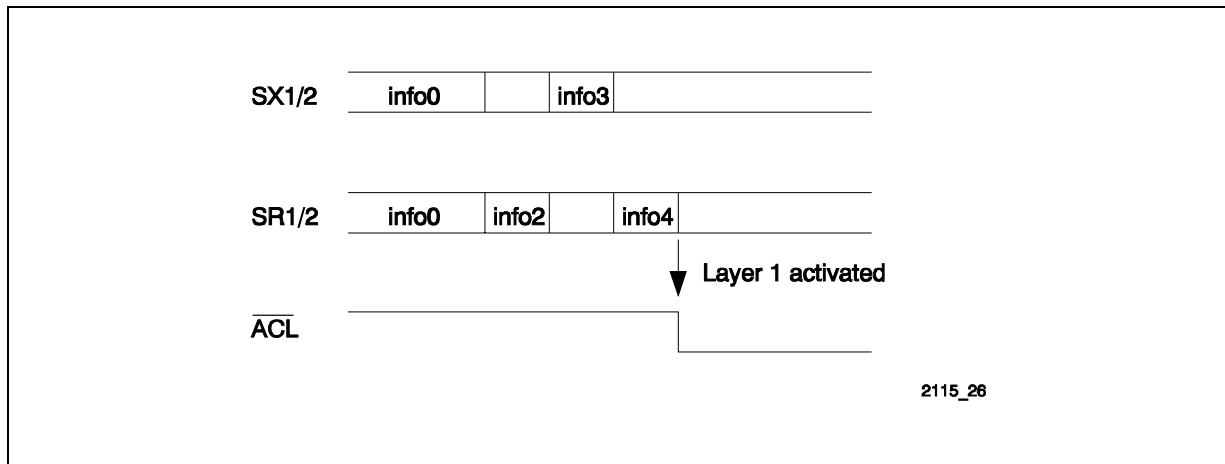 SX1/2 info0 info3
SR1/2 info0 info2 info4
Layer 1 activated
ACL
2115_26